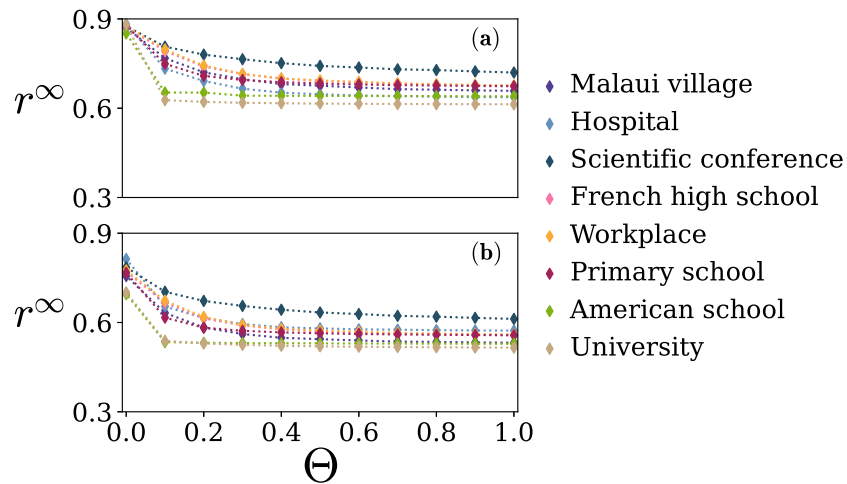 0.9
(a)
r∞
0.6
0.3
0.9
(b)
r∞
0.6
0.3
0.0 0.2 0.4 0.6 0.8 1.0
Θ
Malaui village
Hospital
Scientific conference
French high school
Workplace
Primary school
American school
University